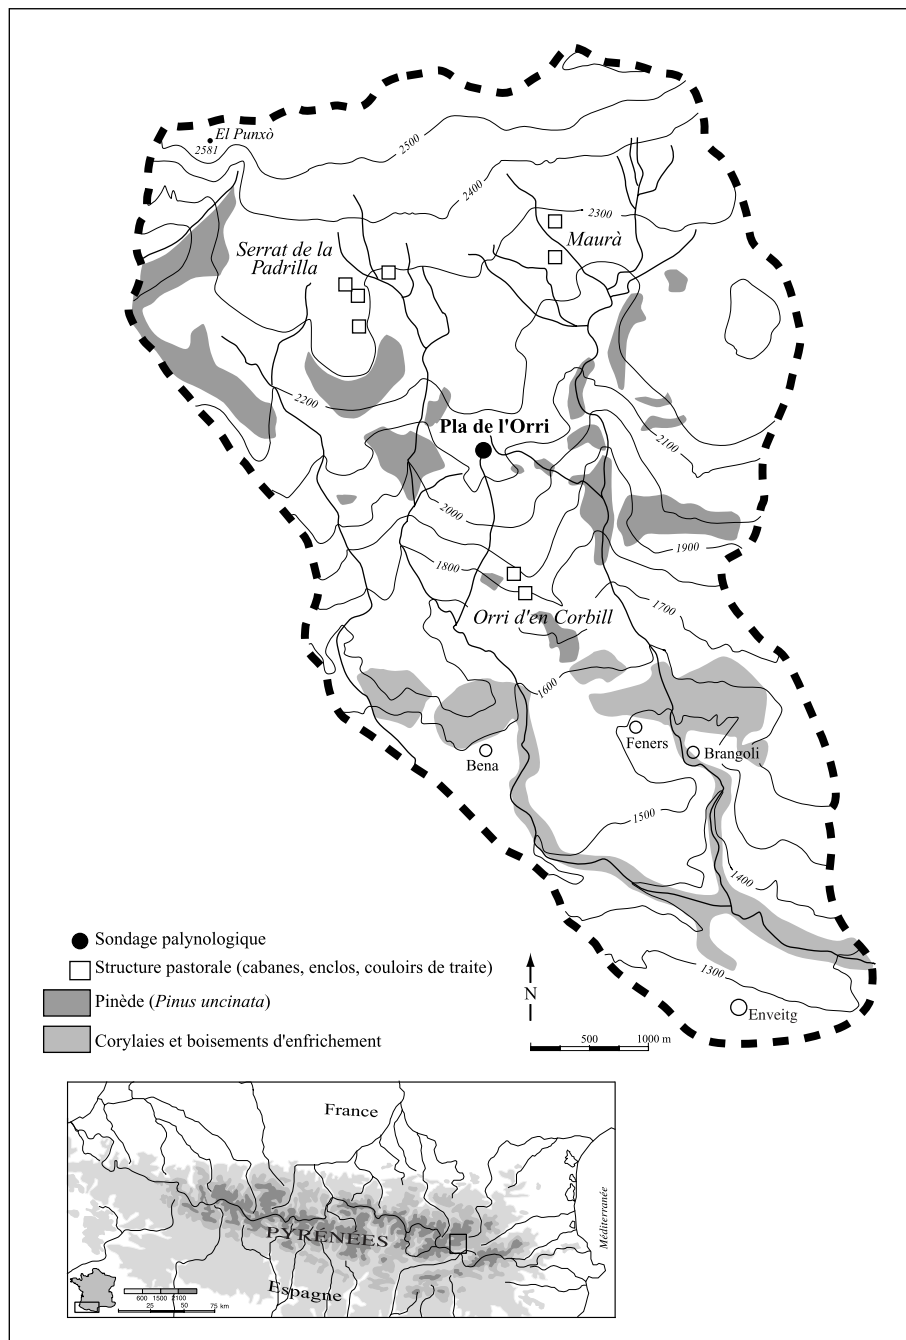 El Punxò
2581
2500
2400
2300
Serrat de la
Padrilla
Maurà
2200
Pla de l'Orri
2100
2000
1900
1800
1700
Orri d'en Corbill
1600
Feners
Brangoli
Bena
1500
1400
1300
Enveitg
Sondage palynologique
Structure pastorale (cabanes, enclos, couloirs de traite)
Pinède (Pinus uncinata)
Corylaies et boisements d'enfrichement
N
500 1000 m
France
PYRÉNÉES
Espagne
Méditerranée
600 1500 2100
25 50 75 km